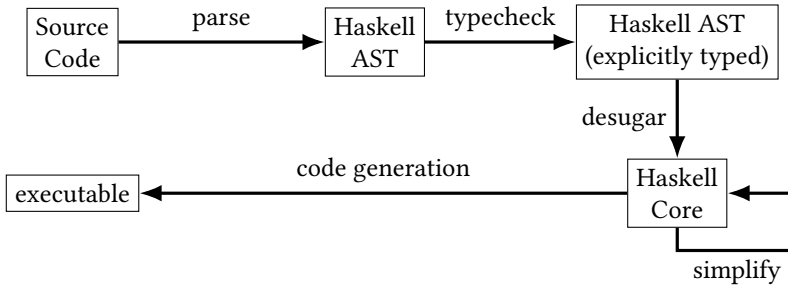 parse
typecheck
Source
Code
Haskell
AST
Haskell AST
(explicitly typed)
desugar
code generation
executable
Haskell
Core
simplify